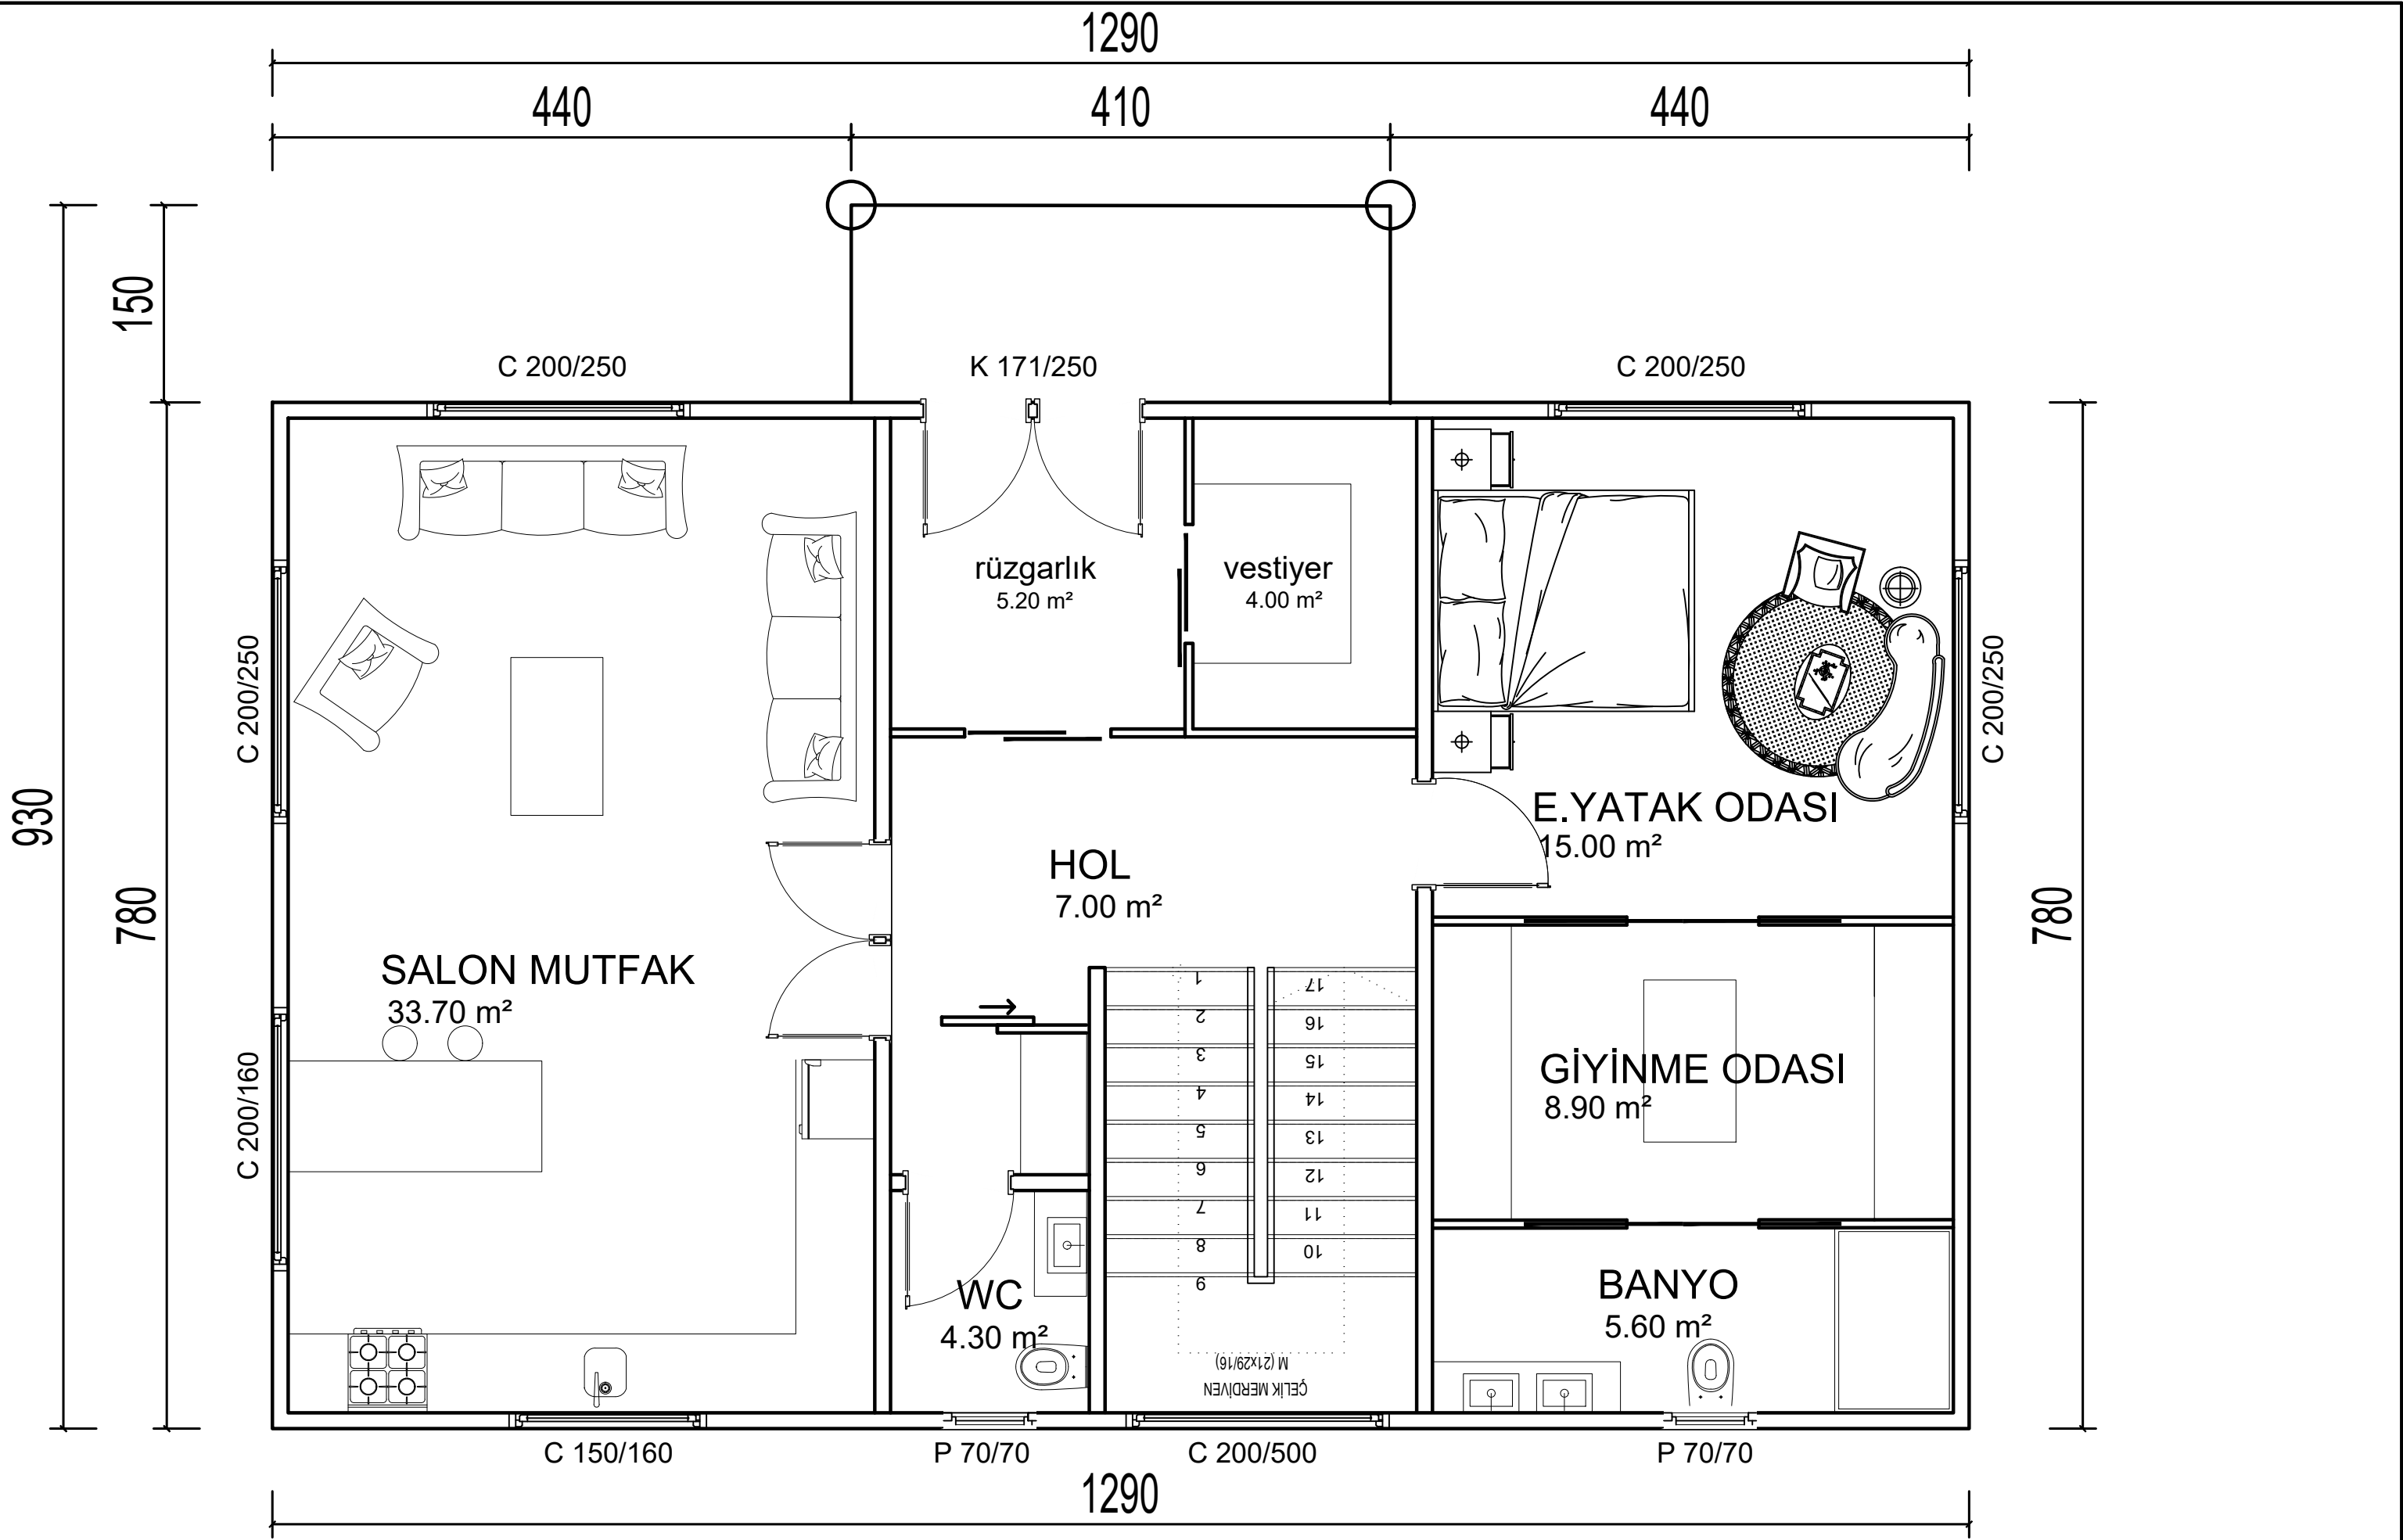 1290
440
410
440
150
C 200/250
K 171/250
C 200/250
rüzgarlık
5.20 m²
vestiyer
4.00 m²
C 200/250
C 200/250
930
780
780
E.YATAK ODASI
15.00 m²
HOL
7.00 m²
SALON MUTFAK
33.70 m²
1
2
3
4
5
6
7
8
9
17
16
15
14
13
12
11
10
GİYİNME ODASI
8.90 m²
C 200/160
WC
4.30 m²
BANYO
5.60 m²
ÇELİK MERDİVEN
M (21x29/16)
C 150/160
P 70/70
C 200/500
P 70/70
1290